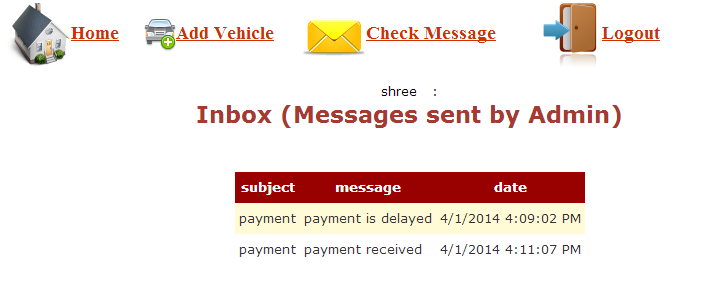 Home Add Vehicle Check Message Logout
shree :
Inbox (Messages sent by Admin)
subject message date
payment payment is delayed 4/1/2014 4:09:02 PM
payment payment received 4/1/2014 4:11:07 PM